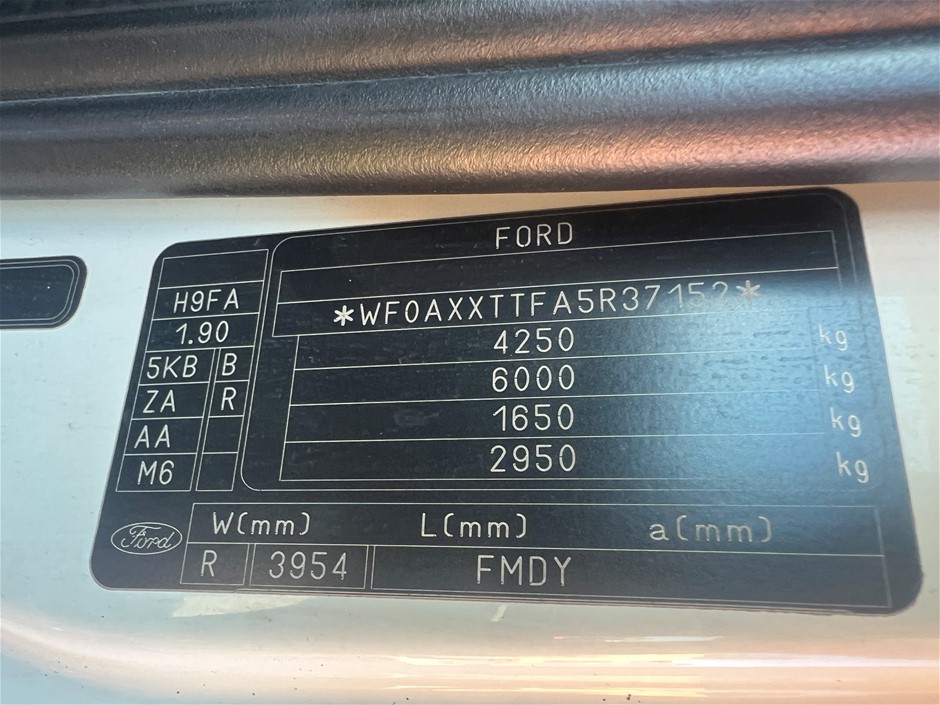 FORD
H9FA
*WF0AXXTTFA5R37152*
1.90
4250 kg
5KB B
6000 kg
ZA R
1650 kg
AA
2950 kg
M6
W(mm) L(mm) a(mm)
Ford
R 3954 FMDY